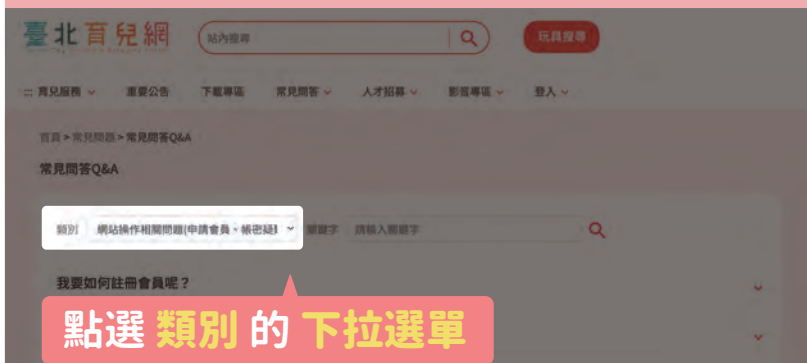 臺北育兒網 站內搜尋 玩具搜尋
::: 育兒服務 重要公告 下載專區 常見問答 人才招募 影音專區 登入
首頁 > 常見問題 > 常見問答Q&A
常見問答Q&A
類別 網站操作相關問題(申請會員、帳密疑 關鍵字 請輸入關鍵字
我要如何註冊會員呢？
點選 類別 的 下拉選單